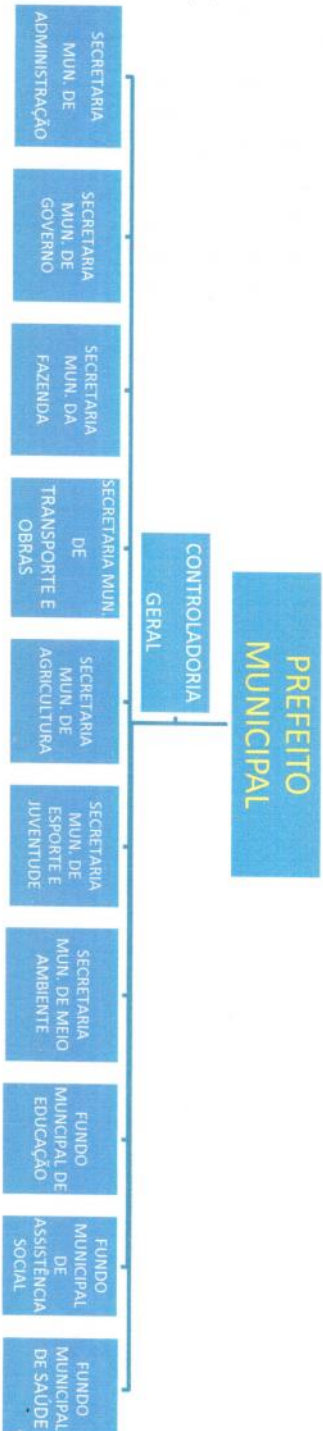 PREFEITO
MUNICIPAL
CONTROLADORIA
GERAL
SECRETARIA
MUN. DE
ADMINISTRAÇÃO
SECRETARIA
MUN. DE
GOVERNO
SECRETARIA
MUN. DA
FAZENDA
SECRETARIA MUN.
DE
TRANSPORTE E
OBRAS
SECRETARIA
MUN. DE
AGRICULTURA
SECRETARIA
MUN. DE
ESPORTE E
JUVENTUDE
SECRETARIA
MUN. DE MEIO
AMBIENTE
FUNDO
MUNCIPAL DE
EDUCAÇÃO
FUNDO
MUNICIPAL
DE
ASSISTÊNCIA
SOCIAL
FUNDO
MUNICIPAL
DE SAÚDE